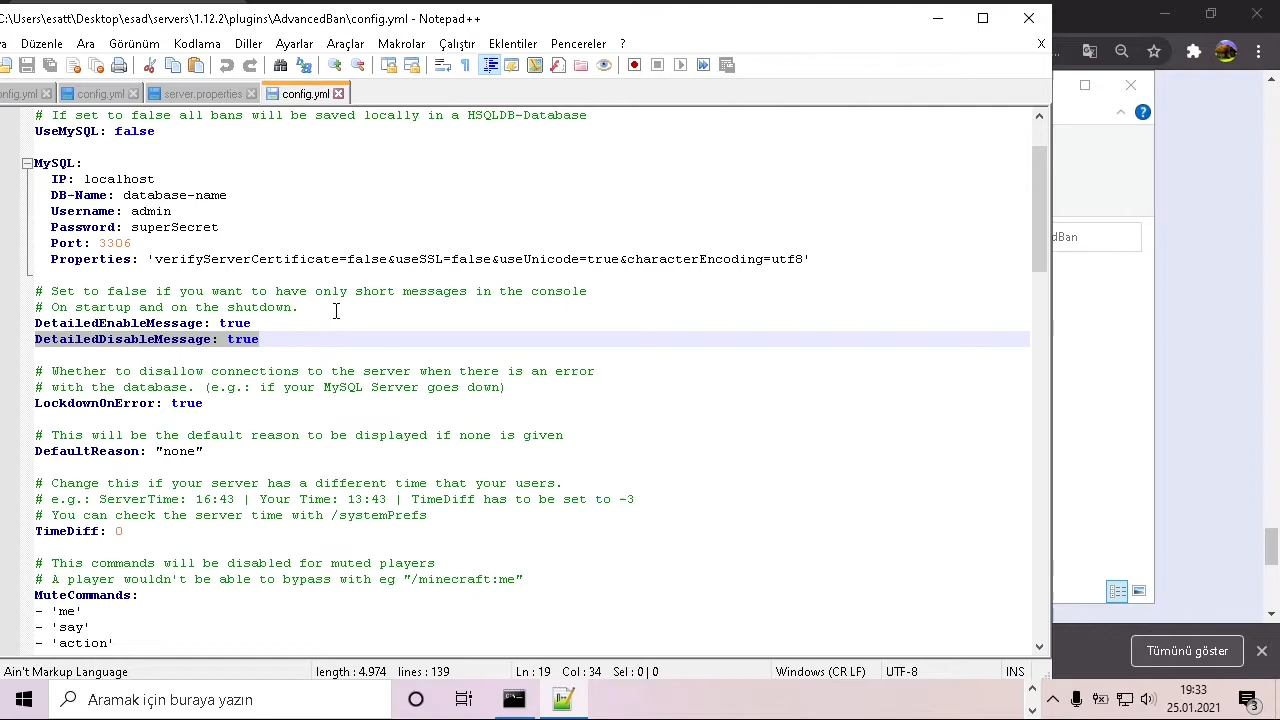 C:\Users\esatt\Desktop\esad\servers\1.12.2\plugins\AdvancedBan\config.yml - Notepad++
Düzenle Ara Görünüm Kodlama Diller Ayarlar Araçlar Makrolar Çalıştır Eklentiler Pencereler ? X
config.yml server.properties config.yml
# If set to false all bans will be saved locally in a HSQLDB-Database
UseMySQL: false
MySQL:
IP: localhost
DB-Name: database-name
Username: admin
Password: superSecret
Port: 3306
Properties: 'verifyServerCertificate=false&useSSL=false&useUnicode=true&characterEncoding=utf8'
# Set to false if you want to have only short messages in the console
# On startup and on the shutdown.
DetailedEnableMessage: true
DetailedDisableMessage: true
# Whether to disallow connections to the server when there is an error
# with the database. (e.g.: if your MySQL Server goes down)
LockdownOnError: true
# This will be the default reason to be displayed if none is given
DefaultReason: "none"
# Change this if your server has a different time that your users.
# e.g.: ServerTime: 16:43 | Your Time: 13:43 | TimeDiff has to be set to -3
# You can check the server time with /systemPrefs
TimeDiff: 0
# This commands will be disabled for muted players
# A player wouldn't be able to bypass with eg "/minecraft:me"
MuteCommands:
- 'me'
- 'say'
- 'action'
Ain't Markup Language length : 4.974 lines : 139 Ln : 19 Col : 34 Sel : 0 | 0 Windows (CR LF) UTF-8 INS
Tümünü göster
Aramak için buraya yazın
19:33
25.01.2021
3